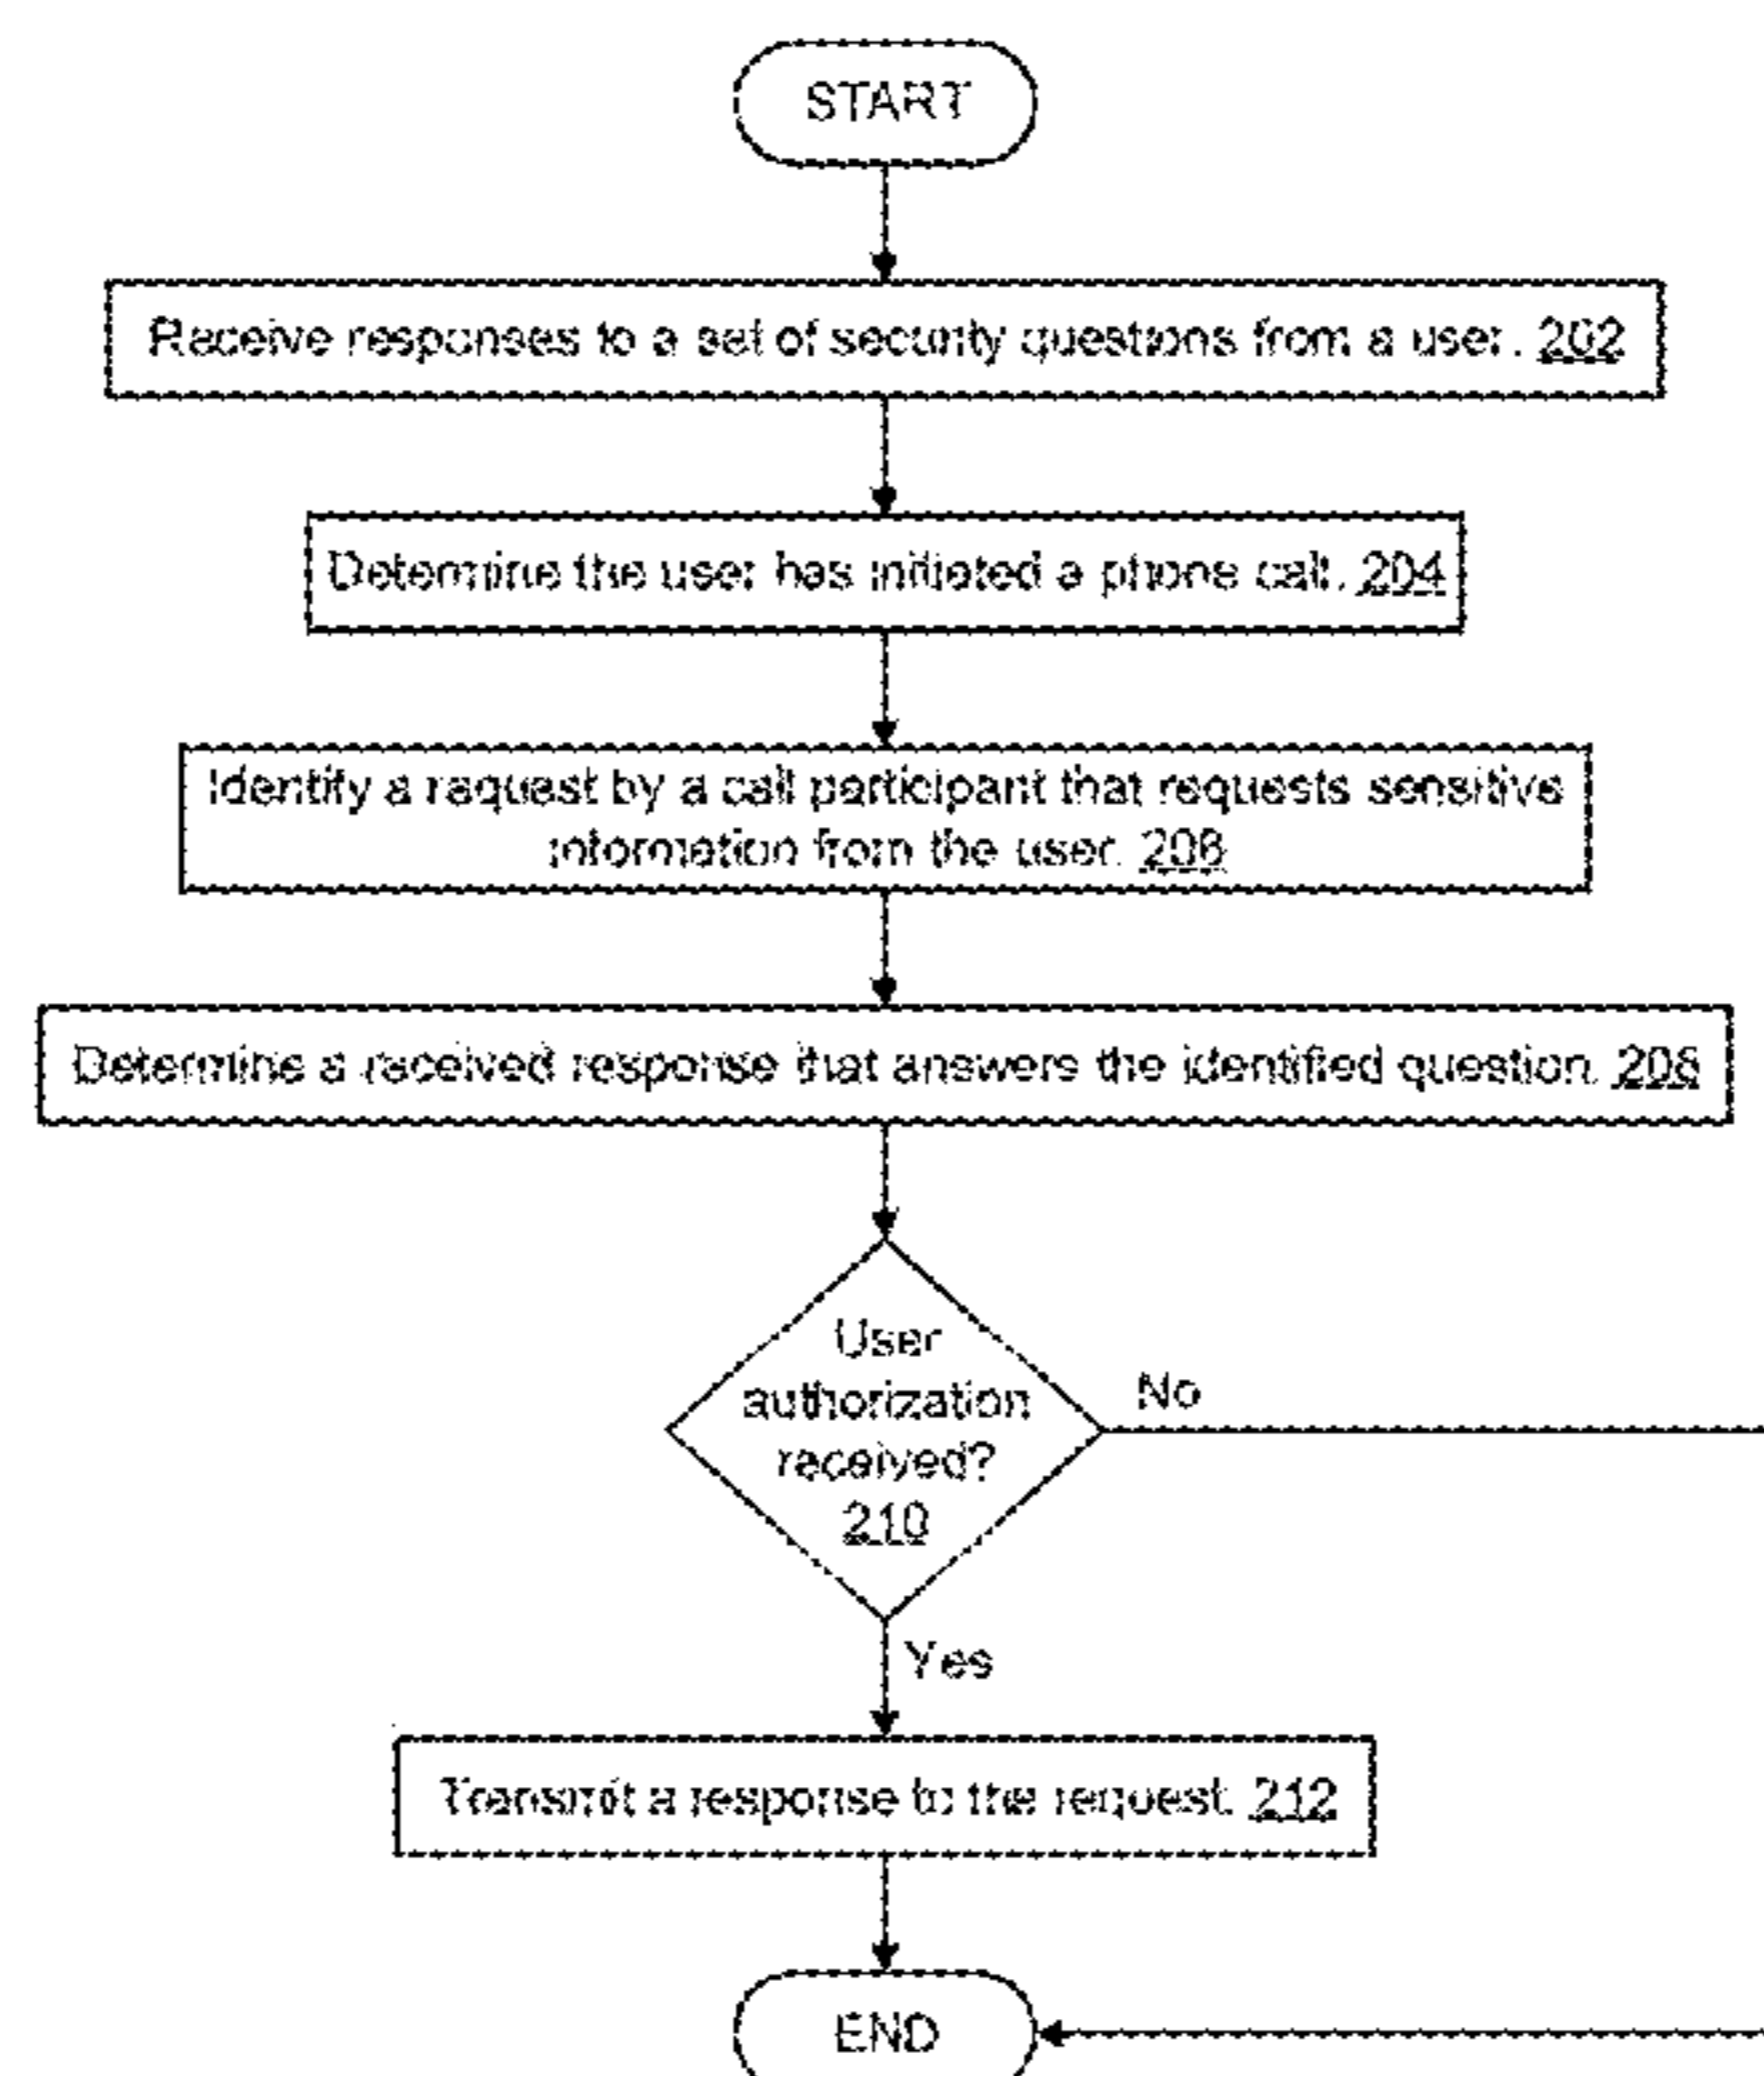 START
Receive responses to a set of security questions from a user. 202
Determine the user has initiated a phone call. 204
Identify a request by a call participant that requests sensitive
information from the user. 206
Determine a received response that answers the identified question. 208
User
authorization
received?
210
No
Yes
Transmit a response to the request. 212
END